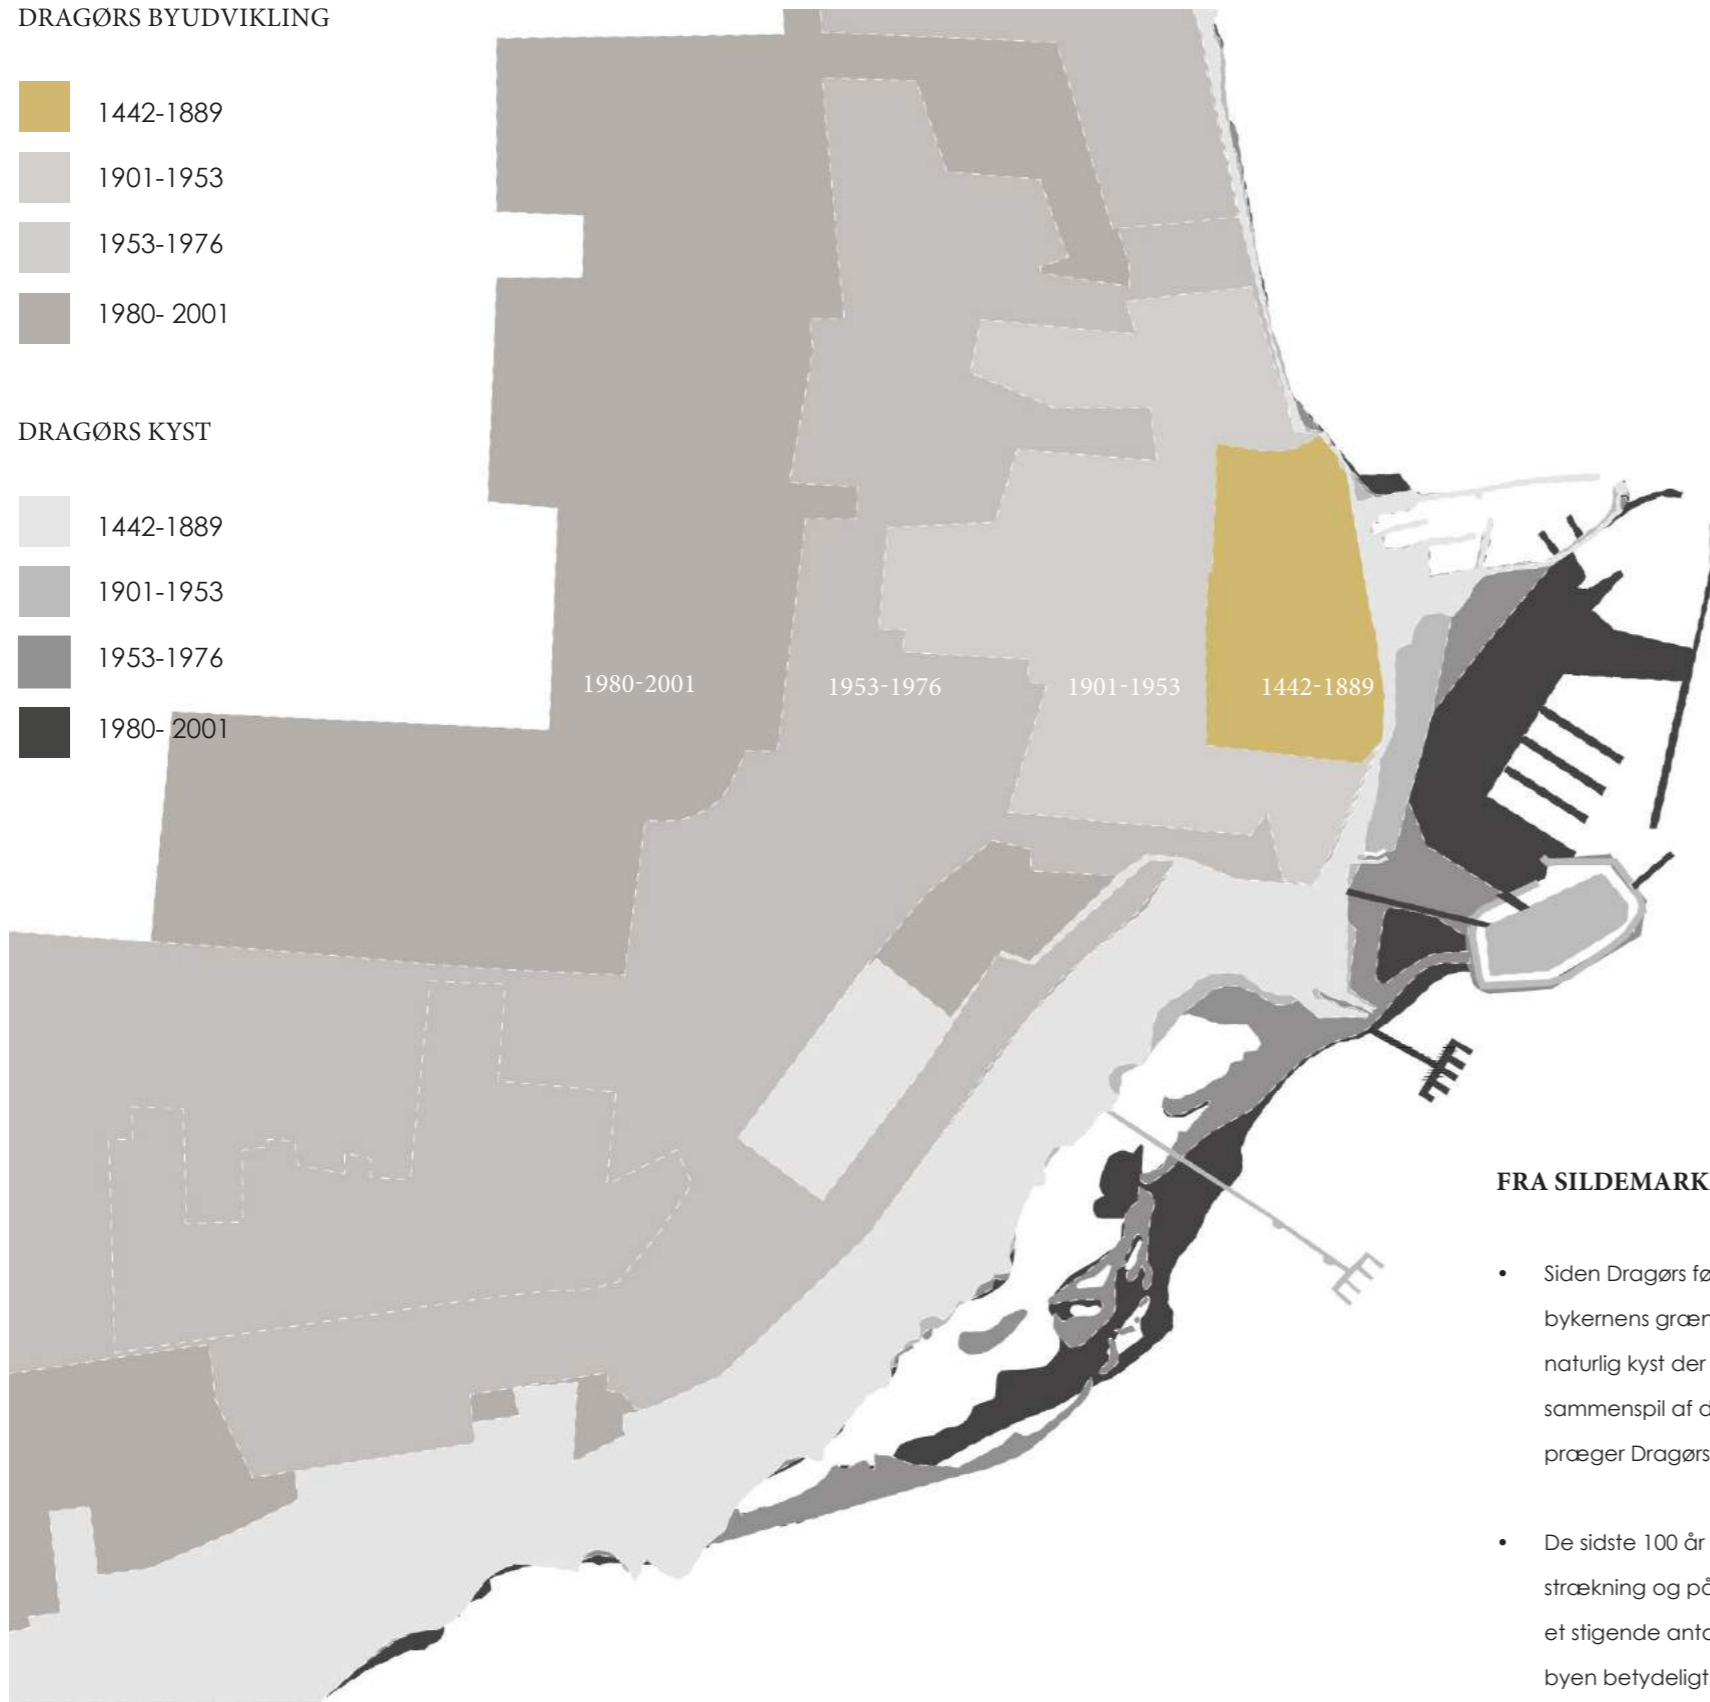 DRAGØRS BYUDVIKLING
1442-1889
1901-1953
1953-1976
1980- 2001
DRAGØRS KYST
1442-1889
1901-1953
1953-1976
1980- 2001
1980-2001
1953-1976
1901-1953
1442-1889
FRA SILDEMARK
• Siden Dragørs fø
bykernens græn
naturlig kyst der
sammenspil af d
præger Dragørs
• De sidste 100 år
strækning og på
et stigende anta
byen betydeligt